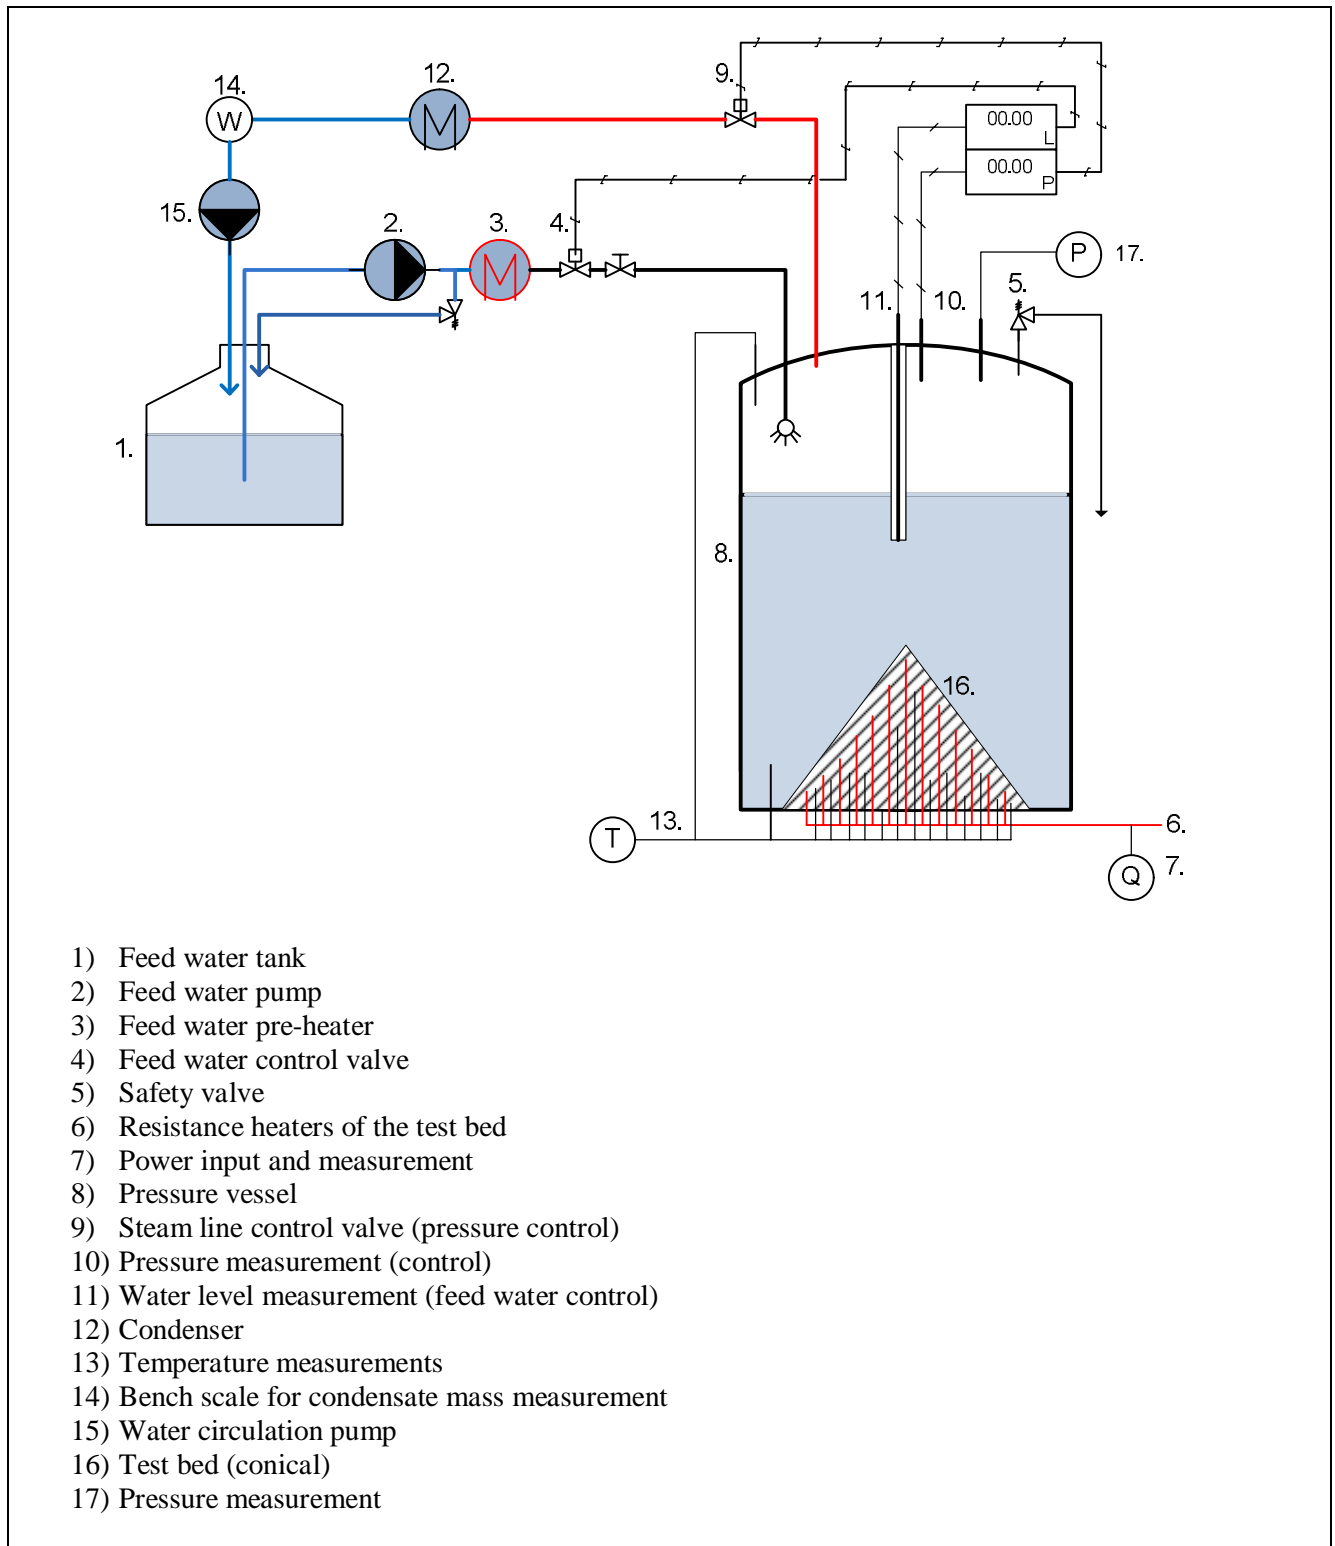 14.
12.
9.
W
M
00.00
L
00.00
P
15.
2.
3.
4.
M
P
17.
11.
10.
5.
1.
8.
16.
13.
T
6.
7.
Q
1) Feed water tank
2) Feed water pump
3) Feed water pre-heater
4) Feed water control valve
5) Safety valve
6) Resistance heaters of the test bed
7) Power input and measurement
8) Pressure vessel
9) Steam line control valve (pressure control)
10) Pressure measurement (control)
11) Water level measurement (feed water control)
12) Condenser
13) Temperature measurements
14) Bench scale for condensate mass measurement
15) Water circulation pump
16) Test bed (conical)
17) Pressure measurement